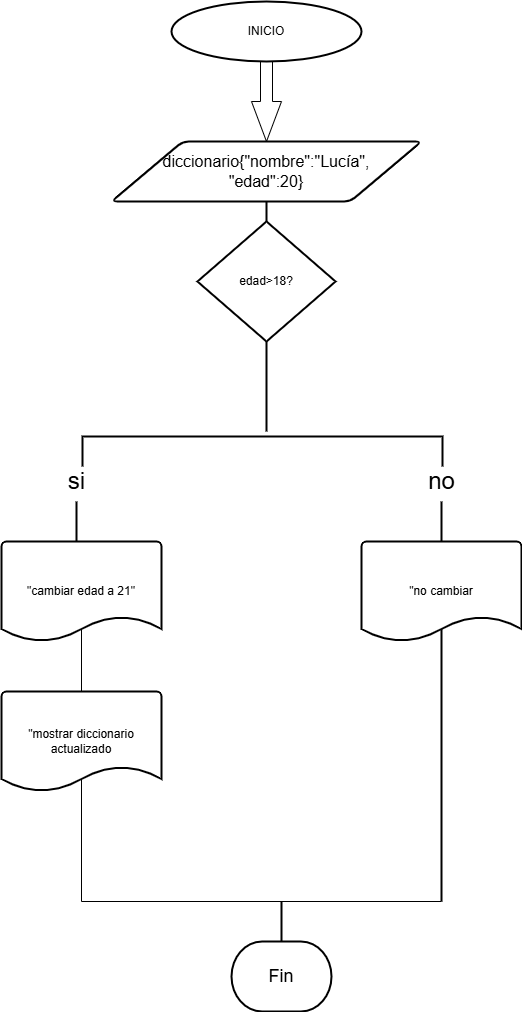 INICIO
diccionario{"nombre":"Lucía",
"edad":20}
edad>18?
si
no
"cambiar edad a 21"
"no cambiar
"mostrar diccionario
actualizado
Fin